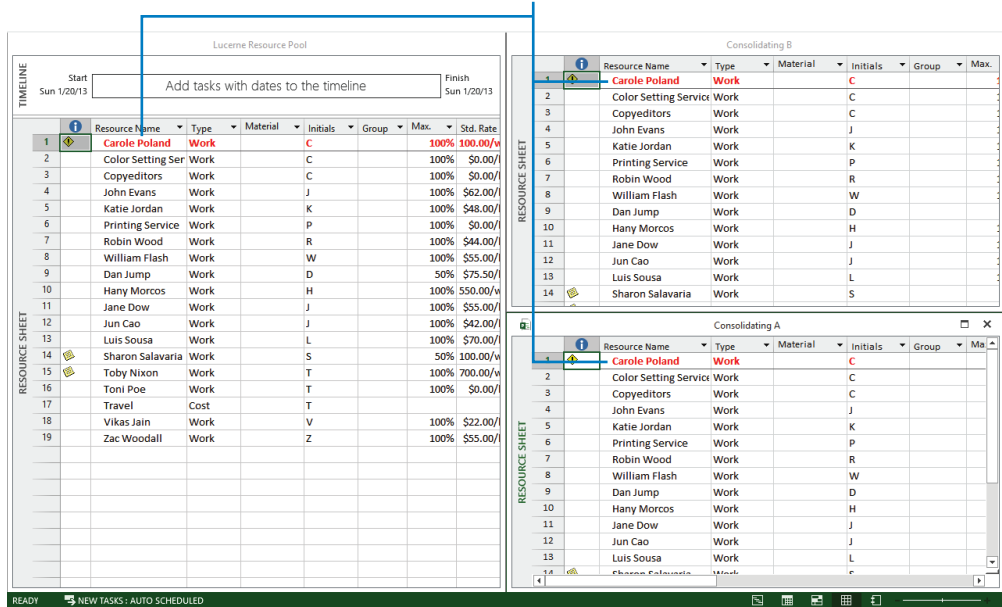 Lucerne Resource Pool
TIMELINE
Start
Sun 1/20/13
Add tasks with dates to the timeline
Finish
Sun 1/20/13
RESOURCE SHEET
Resource Name Type Material Initials Group Max. Std. Rate
1 Carole Poland Work C 100% 100.00/w
2 Color Setting Ser Work C 100% $0.00/
3 Copyeditors Work C 100% $0.00/
4 John Evans Work J 100% $62.00/
5 Katie Jordan Work K 100% $48.00/
6 Printing Service Work P 100% $0.00/
7 Robin Wood Work R 100% $44.00/
8 William Flash Work W 100% $55.00/
9 Dan Jump Work D 50% $75.50/
10 Hany Morcos Work H 100% 550.00/w
11 Jane Dow Work J 100% $55.00/
12 Jun Cao Work J 100% $42.00/
13 Luis Sousa Work L 100% $70.00/
14 Sharon Salavaria Work S 50% 100.00/w
15 Toby Nixon Work T 100% 700.00/w
16 Toni Poe Work T 100% $0.00/
17 Travel Cost T
18 Vikas Jain Work V 100% $22.00/
19 Zac Woodall Work Z 100% $55.00/
Consolidating B
RESOURCE SHEET
Resource Name Type Material Initials Group Max.
1 Carole Poland Work C
2 Color Setting Service Work C
3 Copyeditors Work C
4 John Evans Work J
5 Katie Jordan Work K
6 Printing Service Work P
7 Robin Wood Work R
8 William Flash Work W
9 Dan Jump Work D
10 Hany Morcos Work H
11 Jane Dow Work J
12 Jun Cao Work J
13 Luis Sousa Work L
14 Sharon Salavaria Work S
Consolidating A
RESOURCE SHEET
Resource Name Type Material Initials Group Ma
1 Carole Poland Work C
2 Color Setting Service Work C
3 Copyeditors Work C
4 John Evans Work J
5 Katie Jordan Work K
6 Printing Service Work P
7 Robin Wood Work R
8 William Flash Work W
9 Dan Jump Work D
10 Hany Morcos Work H
11 Jane Dow Work J
12 Jun Cao Work J
13 Luis Sousa Work L
14 Sharon Salavaria Work S
READY NEW TASKS : AUTO SCHEDULED